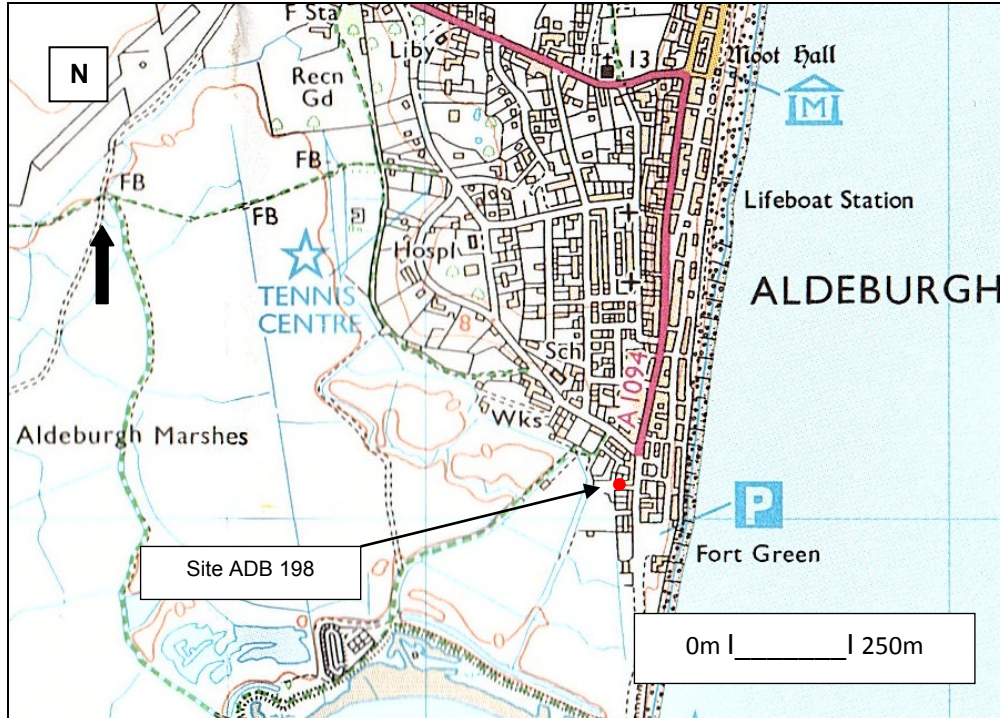 F Sta
Liby
13
Moot Hall
N
Recn
Gd
M
FB
FB
FB
Lifeboat Station
Hospl
TENNIS
CENTRE
ALDEBURGH
8
Sch
A 1094
Wks
Aldeburgh Marshes
P
Fort Green
Site ADB 198
0m I________I 250m